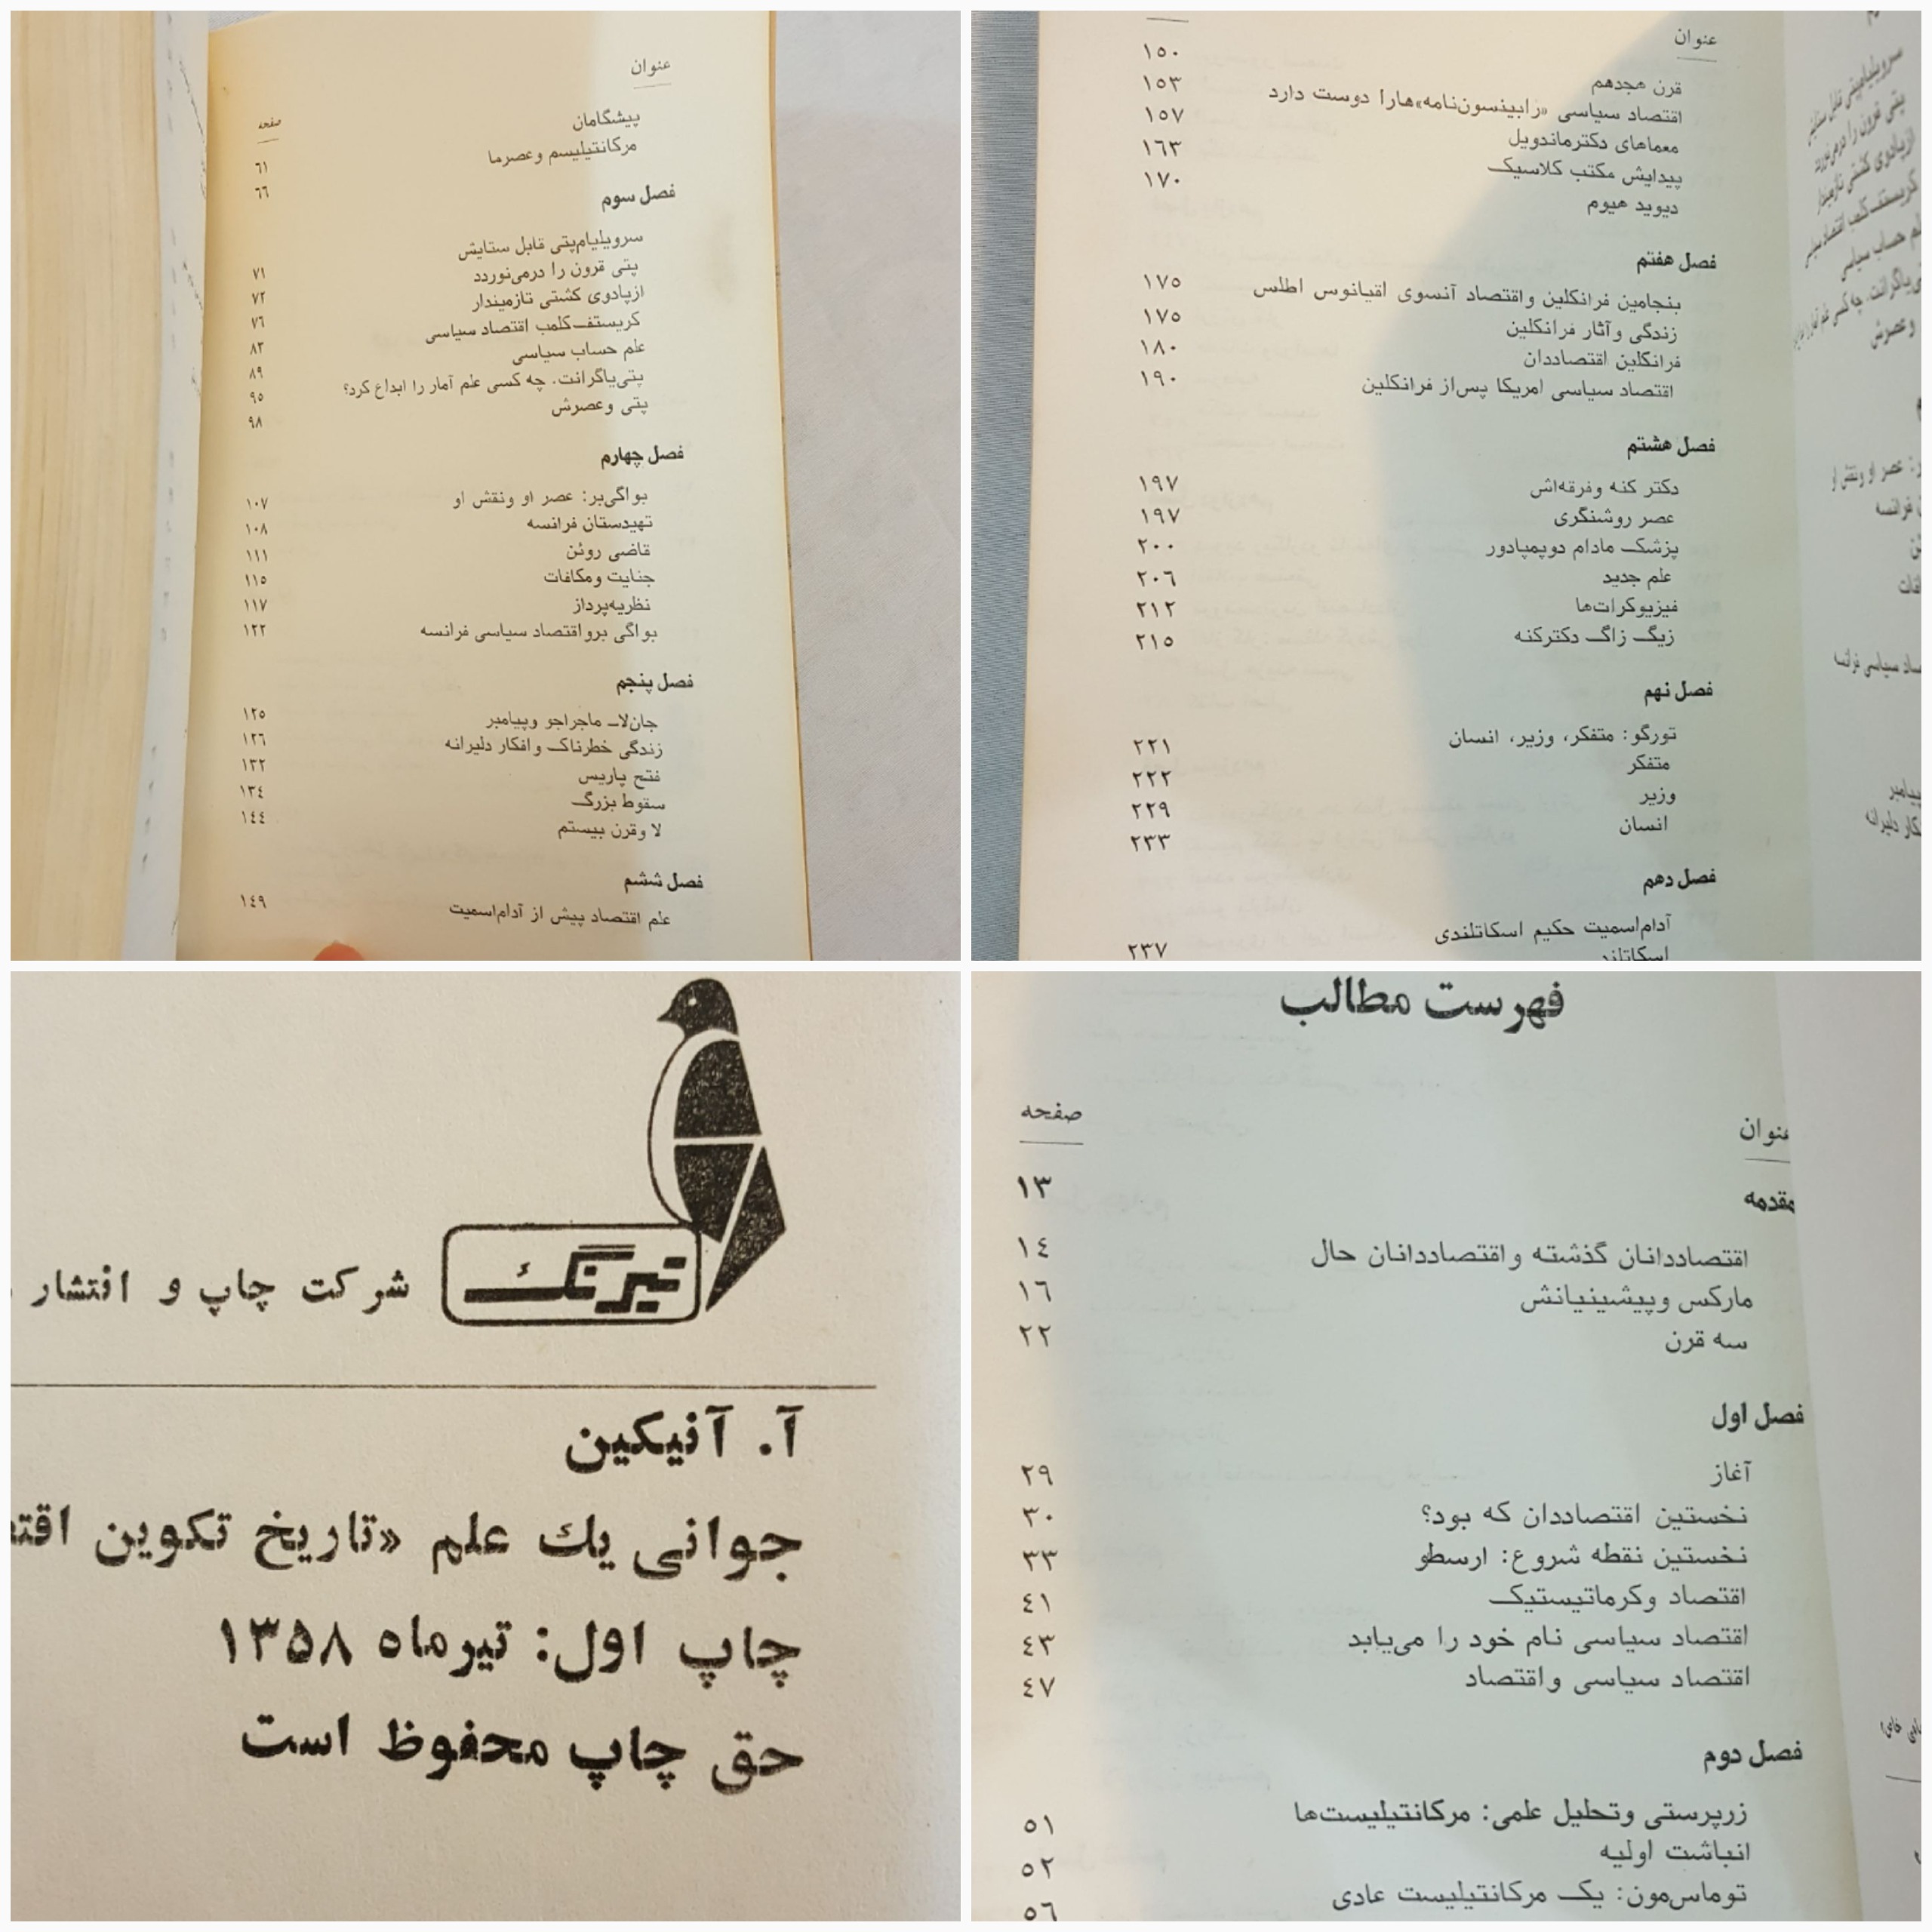 عنوان
صفحه
پیشگامان
مرکانتیلیسم وعصرما
۶۱
۶۶
فصل سوم
سرویلیام‌پتی قابل ستایش ۷۱
پتی قرون را درمی‌نوردد ۷۲
ازپادوی کشتی تازمیندار ۷۶
کریستف‌کلمب اقتصاد سیاسی ۸۳
علم حساب سیاسی ۸۹
پتی‌یاگرانت. چه کسی علم آمار را ابداع کرد؟ ۹۵
پتی وعصرش ۹۸
فصل چهارم
بواگی‌بر: عصر او ونقش او ۱۰۷
تهیدستان فرانسه ۱۰۸
قاضی روئن ۱۱۱
جنایت ومکافات ۱۱۵
نظریه‌پرداز ۱۱۷
بواگی برواقتصاد سیاسی فرانسه ۱۲۲
فصل پنجم
جان‌لاـ ماجراجو وپیامبر ۱۲۵
زندگی خطرناک وافکار دلیرانه ۱۲۶
فتح پاریس ۱۳۲
سقوط بزرگ ۱۳۴
لا وقرن بیستم ۱۴۴
فصل ششم
علم اقتصاد پیش از آدام‌اسمیت ۱۴۹
عنوان
قرن هجدهم ۱۵۰
اقتصاد سیاسی «رابینسون‌نامه»هارا دوست دارد ۱۵۳
معماهای دکترماندویل ۱۵۷
پیدایش مکتب کلاسیک ۱۶۳
دیوید هیوم ۱۷۰
فصل هفتم
بنجامین فرانکلین واقتصاد آنسوی اقیانوس اطلس ۱۷۵
زندگی وآثار فرانکلین ۱۷۵
فرانکلین اقتصاددان ۱۸۰
اقتصاد سیاسی امریکا پس‌از فرانکلین ۱۹۰
فصل هشتم
دکتر کنه وفرقه‌اش ۱۹۷
عصر روشنگری ۱۹۷
پزشک مادام دوپمپادور ۲۰۰
علم جدید ۲۰۶
فیزیوکرات‌ها ۲۱۲
زیگ زاگ دکترکنه ۲۱۵
فصل نهم
تورگو: متفکر، وزیر، انسان ۲۲۱
متفکر ۲۲۲
وزیر ۲۲۹
انسان ۲۳۳
فصل دهم
آدام‌اسمیت حکیم اسکاتلندی ۲۳۷
اسکاتلند
تیرنگ شرکت چاپ و انتشار
آ. آنیکین
جوانی یك علم «تاریخ تکوین
چاپ اول: تیرماه ۱۳۵۸
حق چاپ محفوظ است
فهرست مطالب
عنوان صفحه
مقدمه ۱۳
اقتصاددانان گذشته واقتصاددانان حال ۱۴
مارکس وپیشینیانش ۱۶
سه قرن ۲۲
فصل اول
آغاز ۲۹
نخستین اقتصاددان که بود؟ ۳۰
نخستین نقطه شروع: ارسطو ۳۳
اقتصاد وکرماتیستیک ۴۱
اقتصاد سیاسی نام خود را می‌یابد ۴۳
اقتصاد سیاسی واقتصاد ۴۷
فصل دوم
زرپرستی وتحلیل علمی: مرکانتیلیست‌ها ۵۱
انباشت اولیه ۵۲
توماس‌مون: یک مرکانتیلیست عادی ۵۶